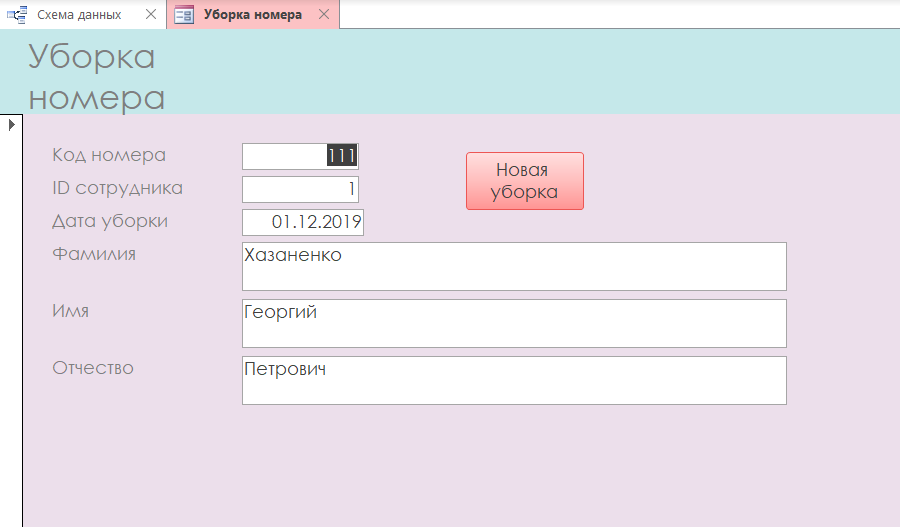 Схема данных
Уборка номера
Уборка
номера
Код номера 111
ID сотрудника 1
Дата уборки 01.12.2019
Фамилия Хазаненко
Имя Георгий
Отчество Петрович
Новая
уборка